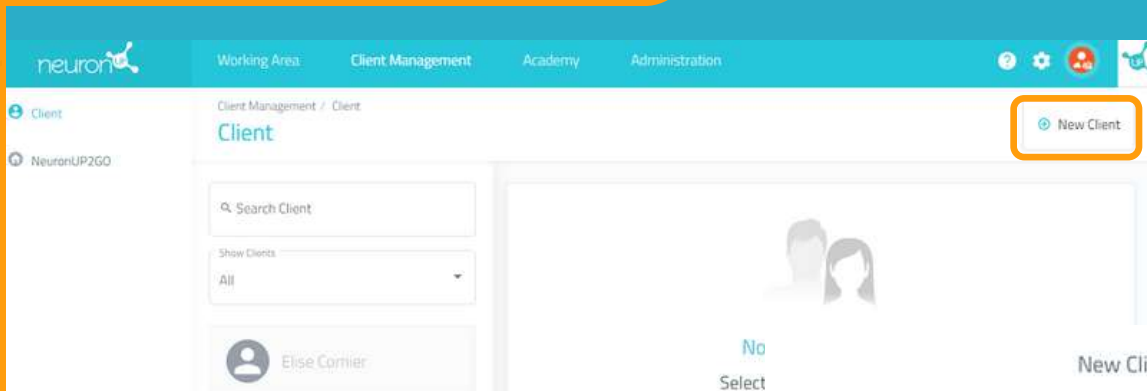 neuronUP
Working Area Client Management Academy Administration
Client
NeuronUP2GO
Client Management / Client
Client
New Client
Search Client
Show Clients
All
Elise Cornier
No
Select
New Cli